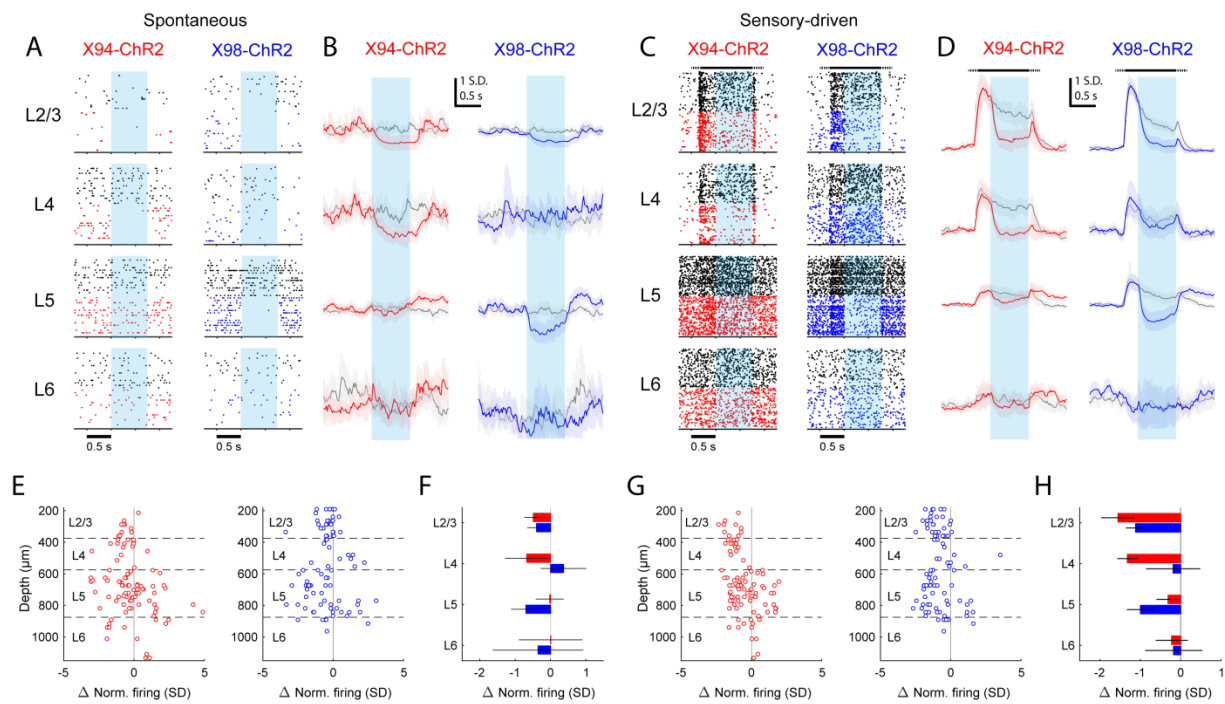 Spontaneous
Sensory-driven
A
X94-ChR2
X98-ChR2
B
X94-ChR2
X98-ChR2
C
X94-ChR2
X98-ChR2
D
X94-ChR2
X98-ChR2
1 S.D.
0.5 s
1 S.D.
0.5 s
L2/3
L4
L5
L6
L2/3
L4
L5
L6
0.5 s
0.5 s
0.5 s
0.5 s
E
F
G
H
200
400
600
800
1000
Depth (μm)
L2/3
L4
L5
L6
-5
0
5
Δ Norm. firing (SD)
200
400
600
800
1000
L2/3
L4
L5
L6
-5
0
5
Δ Norm. firing (SD)
L2/3
L4
L5
L6
-2
-1
0
1
Δ Norm. firing (SD)
200
400
600
800
1000
Depth (μm)
L2/3
L4
L5
L6
-5
0
5
Δ Norm. firing (SD)
200
400
600
800
1000
L2/3
L4
L5
L6
-5
0
5
Δ Norm. firing (SD)
L2/3
L4
L5
L6
-2
-1
0
1
Δ Norm. firing (SD)